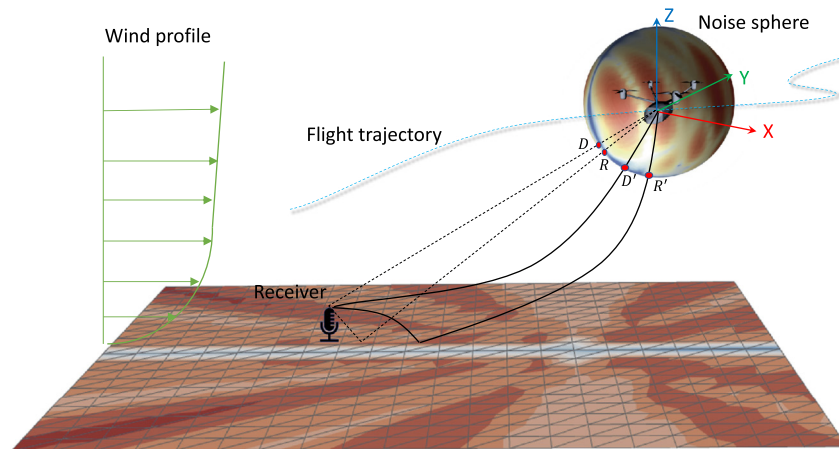 Wind profile
Z
Noise sphere
Y
X
Flight trajectory
D
R
D'
R'
Receiver